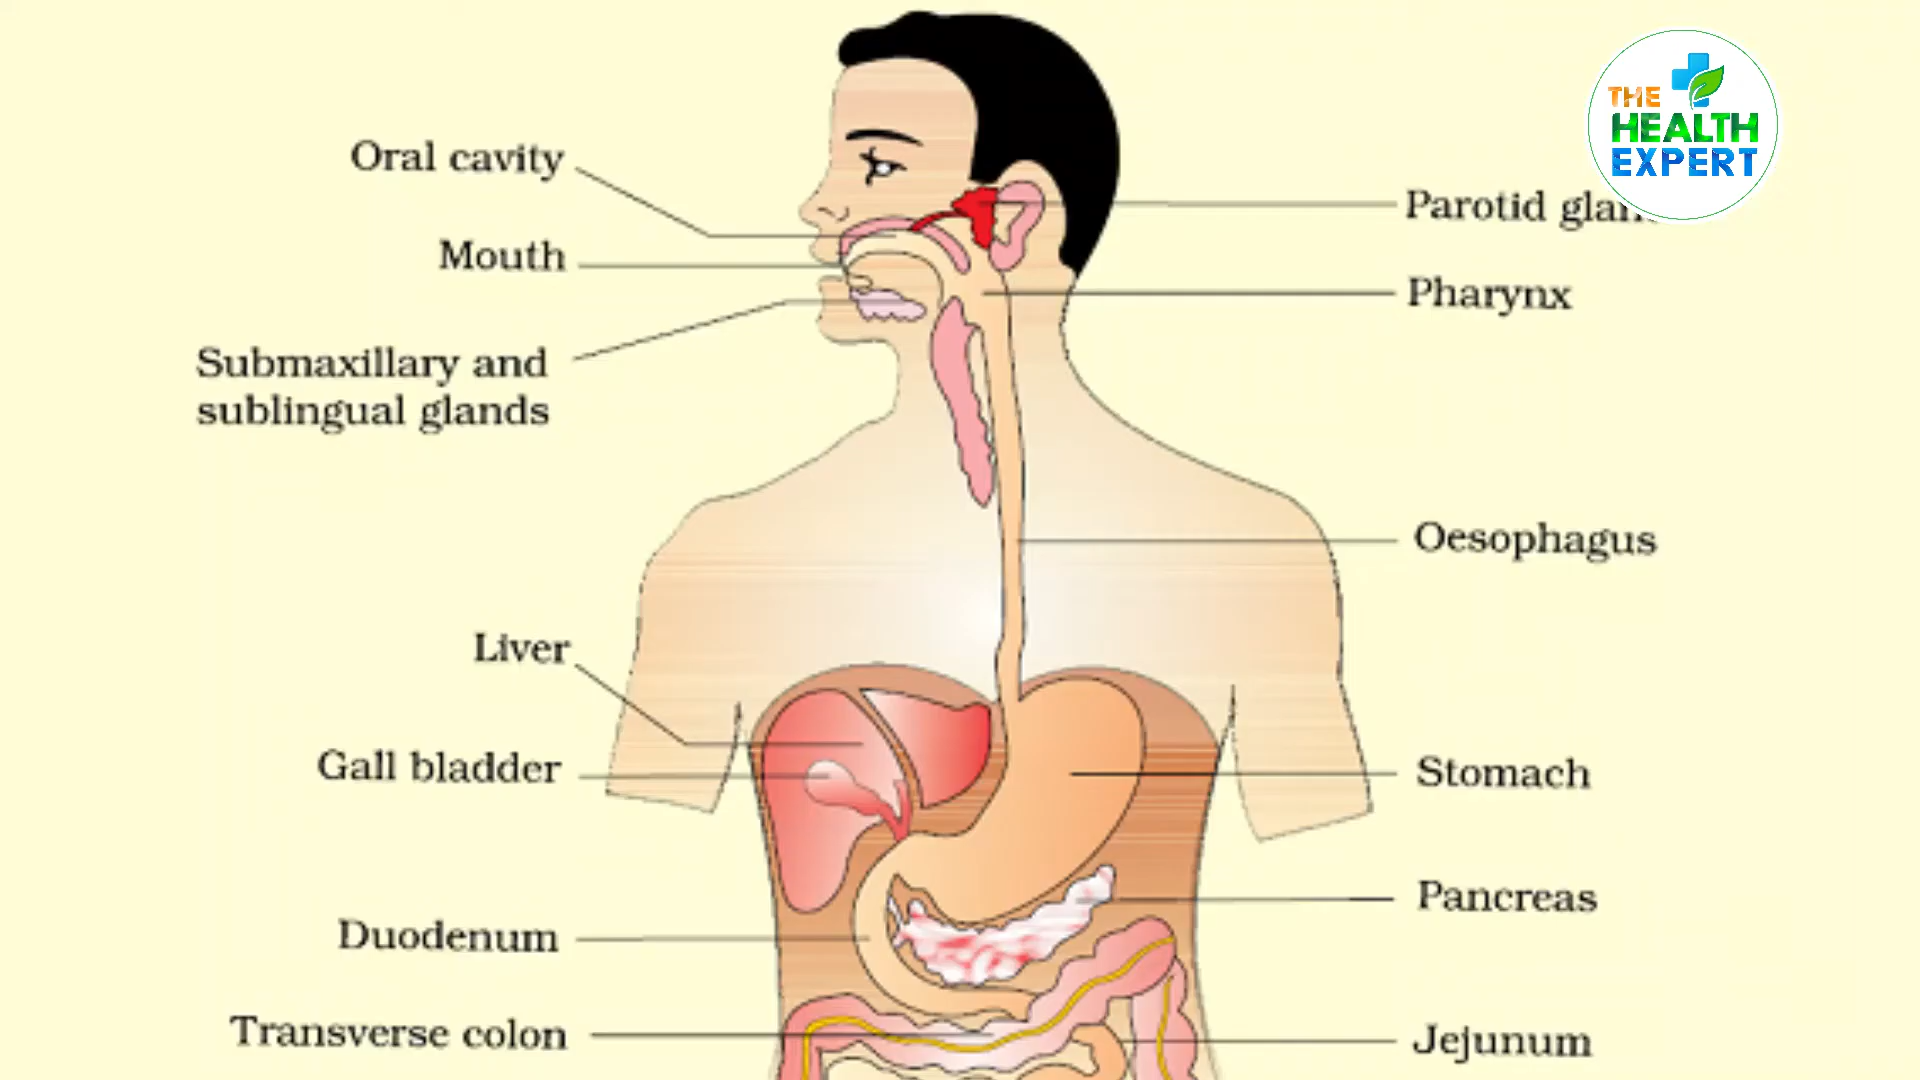 THE
HEALTH
EXPERT
Oral cavity
Parotid
Mouth
Pharynx
Submaxillary and
sublingual glands
Oesophagus
Liver
Gall bladder
Stomach
Pancreas
Duodenum
Transverse colon
Jejunum